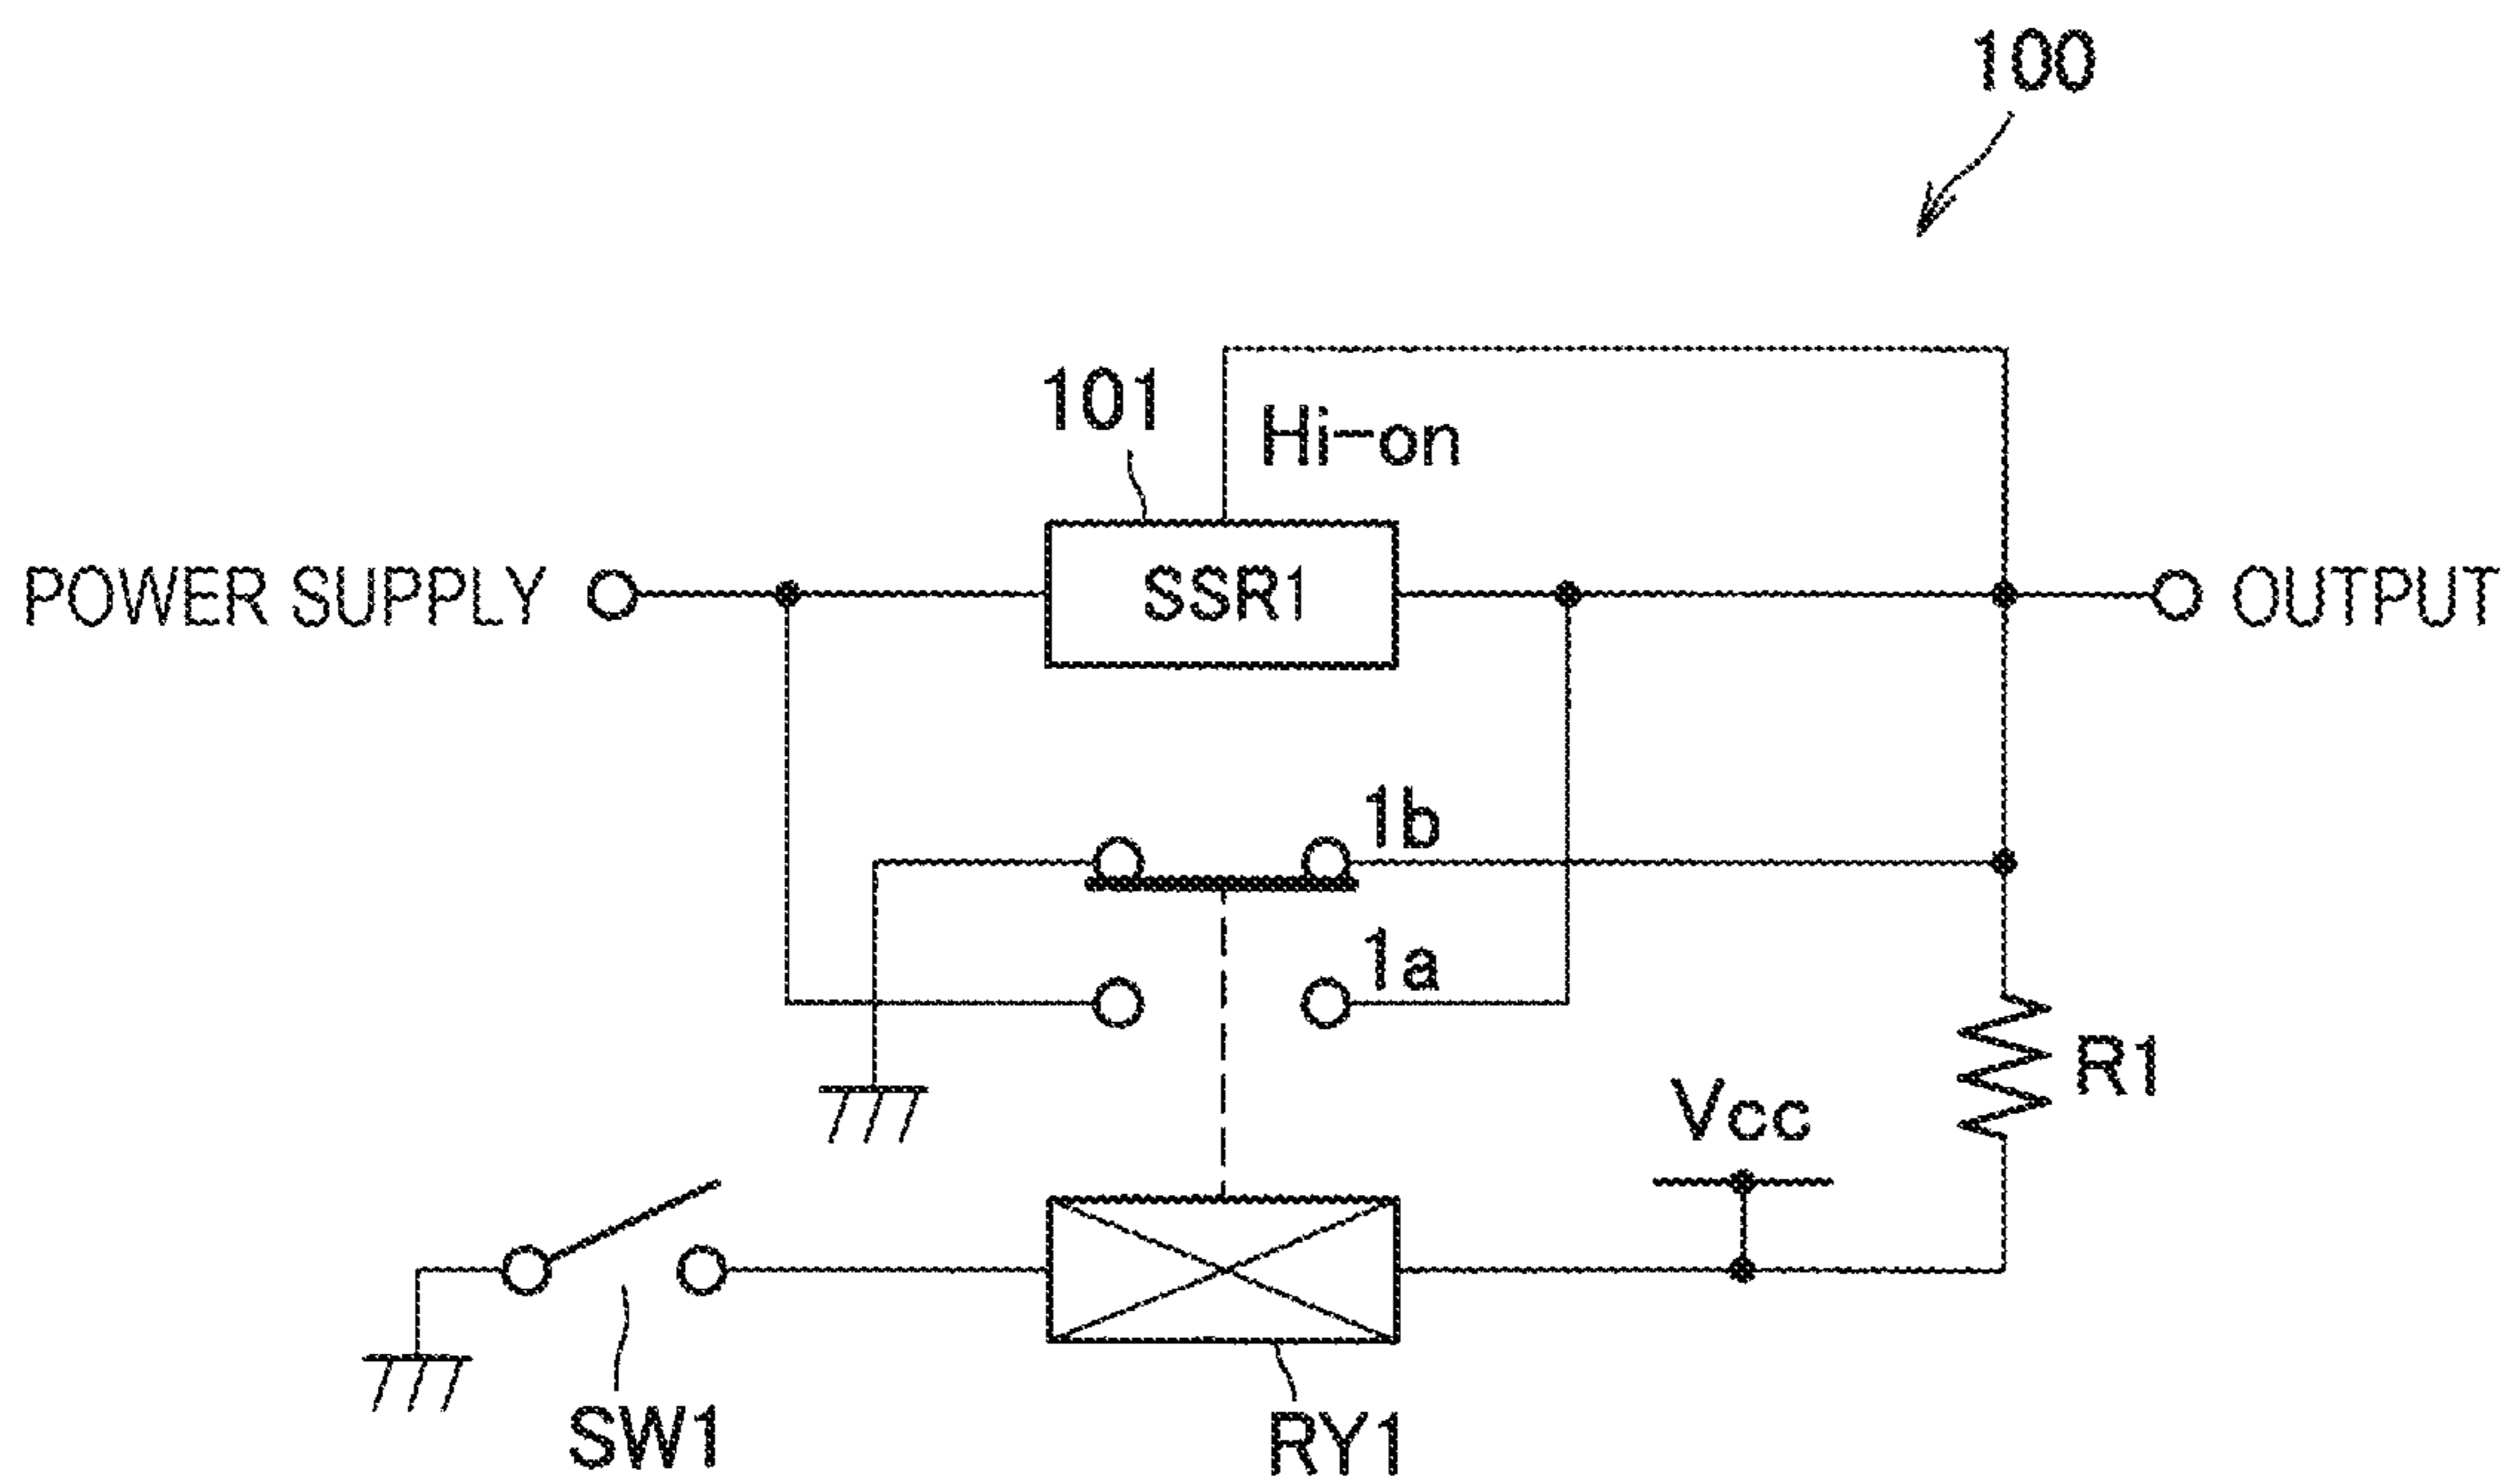 100
101
Hi-on
POWER SUPPLY
SSR1
OUTPUT
1b
1a
R1
Vcc
SW1
RY1